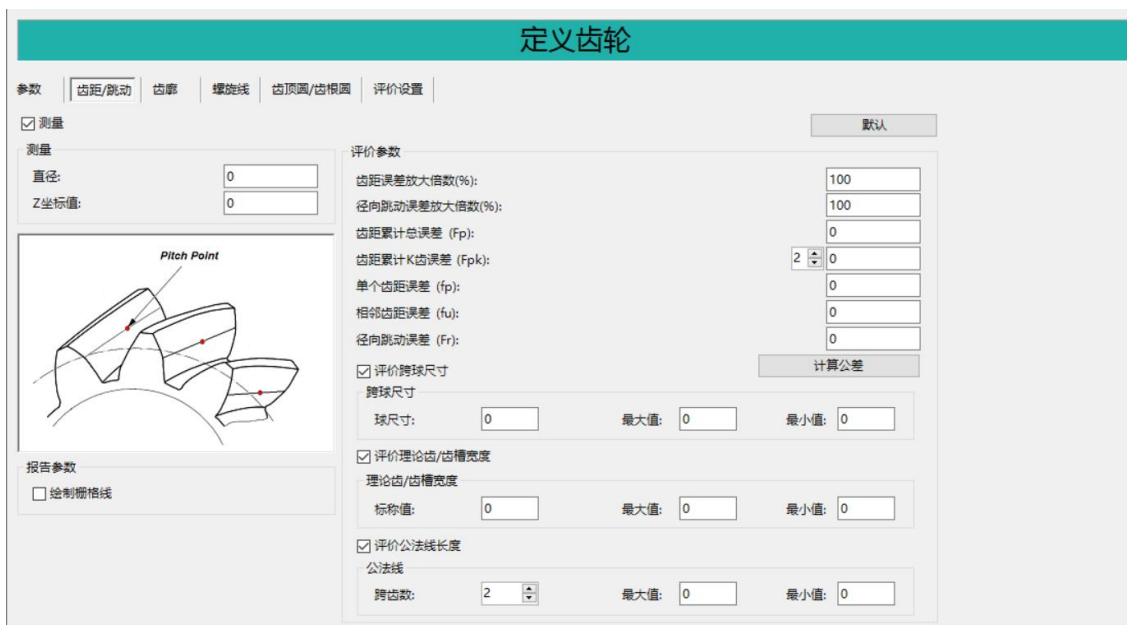 定义齿轮
参数 齿距/跳动 齿廓 螺旋线 齿顶圆/齿根圆 评价设置
测量
默认
测量
直径: 0
Z坐标值: 0
Pitch Point
报告参数
绘制栅格线
评价参数
齿距误差放大倍数(%): 100
径向跳动误差放大倍数(%): 100
齿距累计总误差 (Fp): 0
齿距累计K齿误差 (Fpk): 2 0
单个齿距误差 (fp): 0
相邻齿距误差 (fu): 0
径向跳动误差 (Fr): 0
评价跨球尺寸
计算公差
跨球尺寸
球尺寸: 0 最大值: 0 最小值: 0
评价理论齿/齿槽宽度
理论齿/齿槽宽度
标称值: 0 最大值: 0 最小值: 0
评价公法线长度
公法线
跨齿数: 2 最大值: 0 最小值: 0